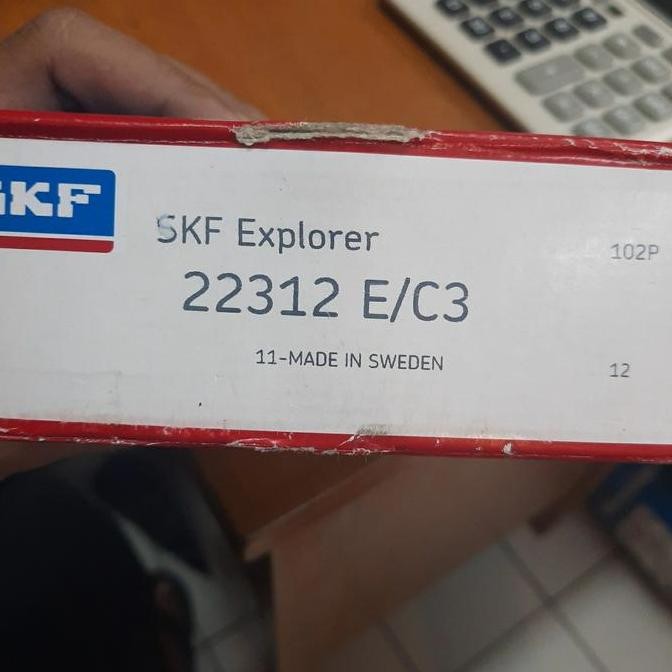 SKF
SKF Explorer
102P
22312 E/C3
11-MADE IN SWEDEN
12